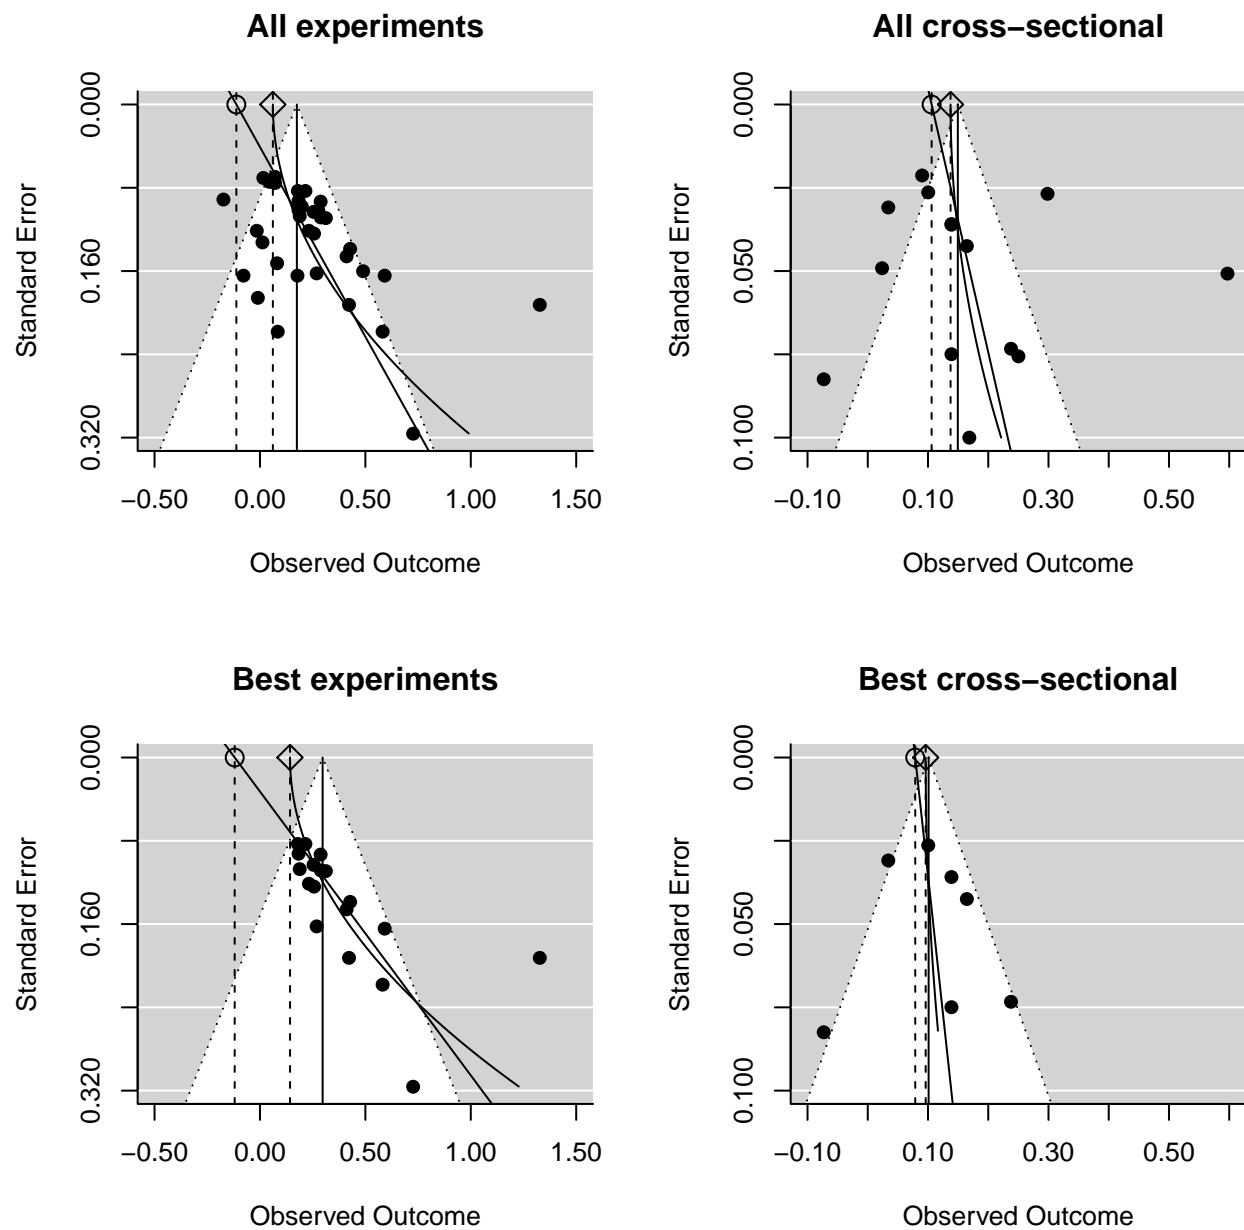 All experiments
Standard Error
0.000
0.160
0.320
−0.50 0.00 0.50 1.00 1.50
Observed Outcome
All cross−sectional
Standard Error
0.000
0.050
0.100
−0.10 0.10 0.30 0.50
Observed Outcome
Best experiments
Standard Error
0.000
0.160
0.320
−0.50 0.00 0.50 1.00 1.50
Observed Outcome
Best cross−sectional
Standard Error
0.000
0.050
0.100
−0.10 0.10 0.30 0.50
Observed Outcome